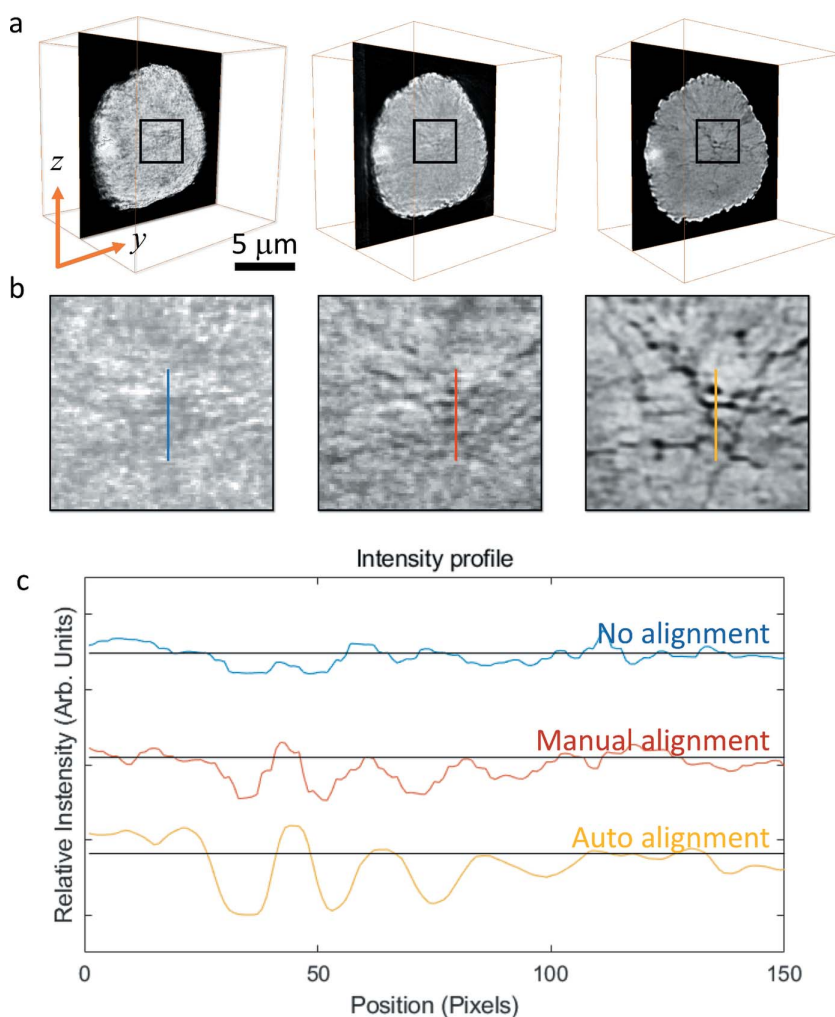 a
z
y
5 μm
b
Intensity profile
c
Relative Instensity (Arb. Units)
No alignment
Manual alignment
Auto alignment
0
50
100
150
Position (Pixels)